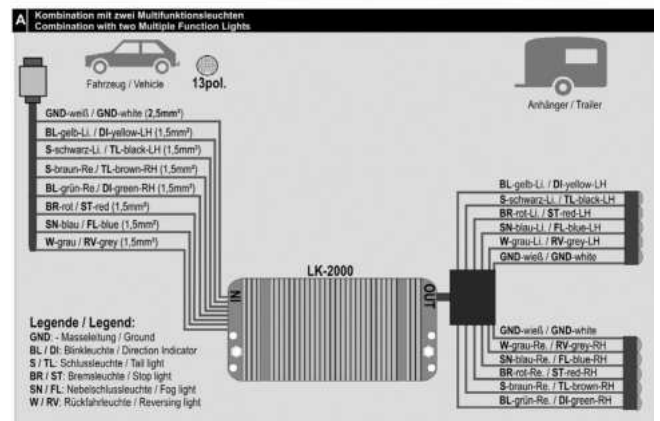 A Kombination mit zwei Multifunktionsleuchten
Combination with two Multiple Function Lights
Fahrzeug / Vehicle
13pol.
Anhänger / Trailer
GND-weiß / GND-white (2,5mm²)
BL-gelb-Li. / DI-yellow-LH (1,5mm²)
S-schwarz-Li. / TL-black-LH (1,5mm²)
S-braun-Re./ TL-brown-RH (1,5mm²)
BL-grün-Re./ DI-green-RH (1,5mm²)
BR-rot / ST-red (1,5mm²)
SN-blau / FL-blue (1,5mm²)
W-grau / RV-grey (1,5mm²)
LK-2000
IN
OUT
BL-gelb-Li. / DI-yellow-LH
S-schwarz-Li. / TL-black-LH
BR-rot-Li. / ST-red-LH
SN-blau-Li. / FL-blue-LH
W-grau-Li. / RV-grey-LH
GND-wieß / GND-white
GND-wieß / GND-white
W-grau-Re. / RV-grey-RH
SN-blau-Re. / FL-blue-RH
BR-rot-Re. / ST-red-RH
S-braun-Re. / TL-brown-RH
BL-grün-Re. / DI-green-RH
Legende / Legend:
GND: - Masseleitung / Ground
BL / DI: Blinkleuchte / Direction Indicator
S / TL: Schlussleuchte / Tail light
BR / ST: Bremsleuchte / Stop light
SN / FL: Nebelschlussleuchte / Fog light
W / RV: Rückfahrleuchte / Reversing light